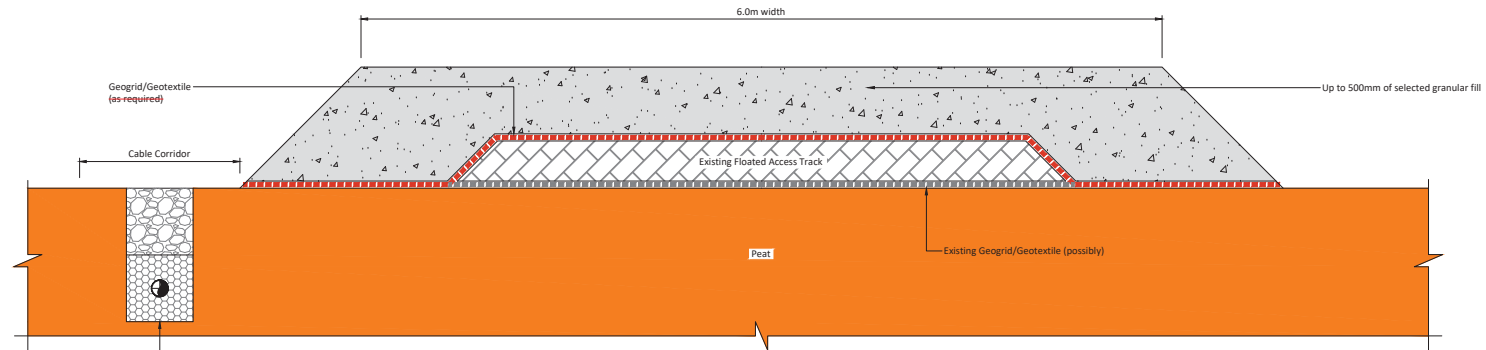 6.0m width
Geogrid/Geotextile
(as required)
Up to 500mm of selected granular fill
Cable Corridor
Existing Floated Access Track
Existing Geogrid/Geotextile (possibly)
Peat